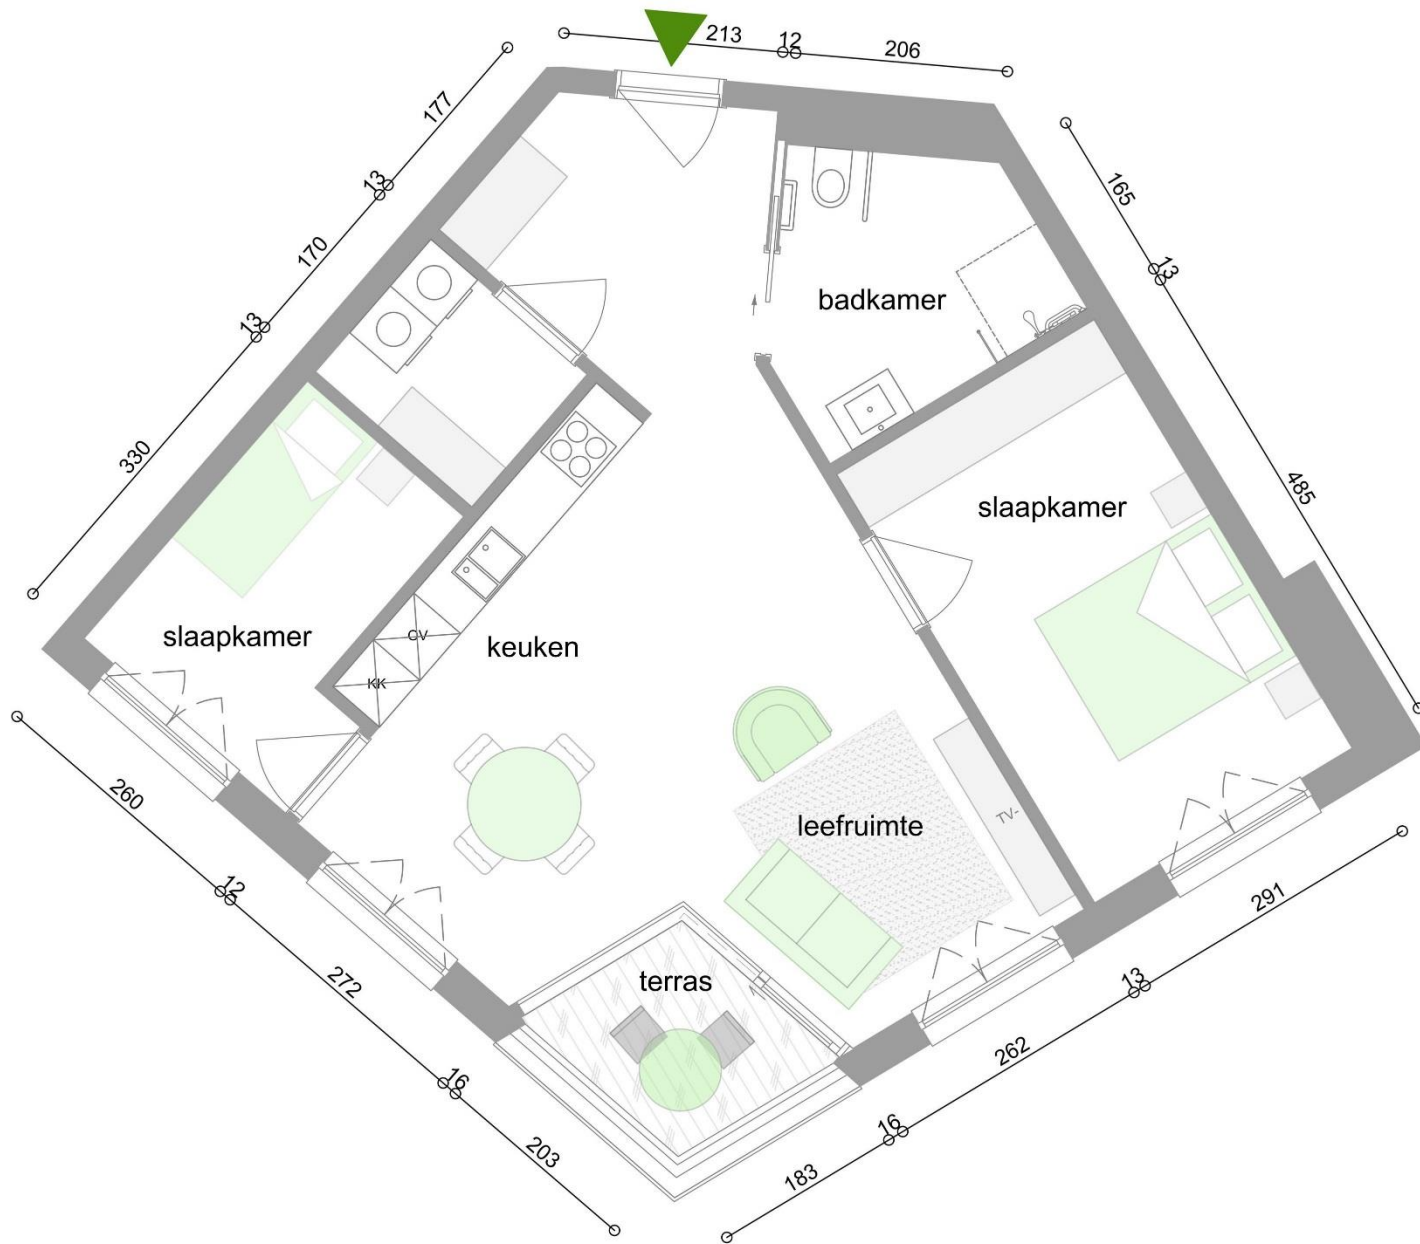 213
12
206
177
13
170
13
330
165
13
485
badkamer
slaapkamer
slaapkamer
keuken
CV
KK
leefruimte
TV-
terras
260
12
272
16
203
183
16
262
13
291